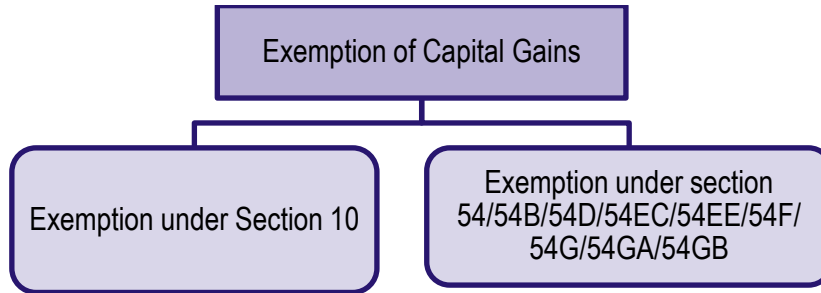 Exemption of Capital Gains
Exemption under Section 10
Exemption under section
54/54B/54D/54EC/54EE/54F/
54G/54GA/54GB